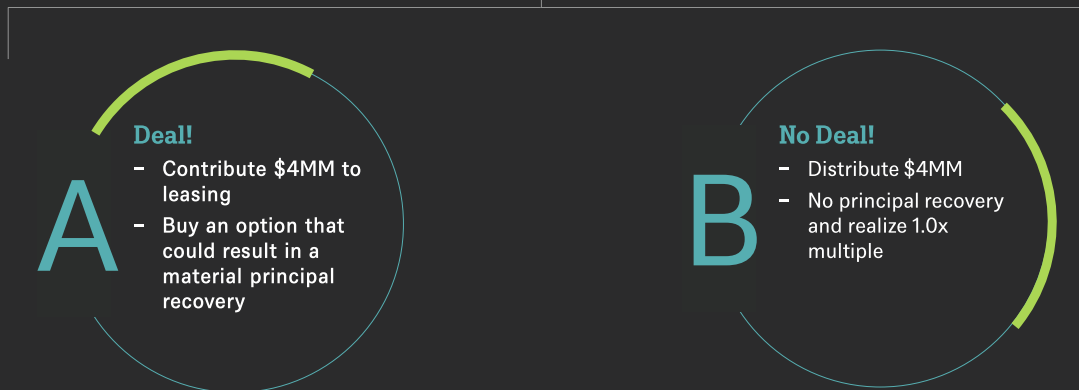 A
Deal!
– Contribute $4MM to
leasing
– Buy an option that
could result in a
material principal
recovery
B
No Deal!
– Distribute $4MM
– No principal recovery
and realize 1.0x
multiple